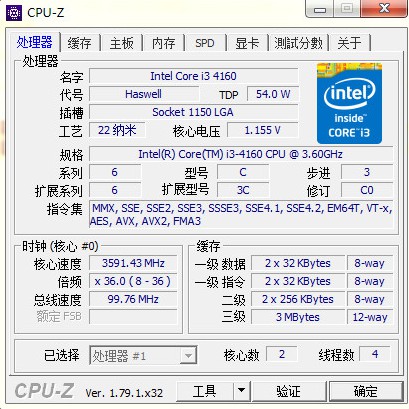 CPU-Z
处理器 缓存 主板 内存 SPD 显卡 測試分數 关于
处理器
名字 Intel Core i3 4160
代号 Haswell TDP 54.0 W
插槽 Socket 1150 LGA
工艺 22 纳米 核心电压 1.155 V
intel inside™ CORE™ i3
规格 Intel(R) Core(TM) i3-4160 CPU @ 3.60GHz
系列 6 型号 C 步进 3
扩展系列 6 扩展型号 3C 修订 C0
指令集 MMX, SSE, SSE2, SSE3, SSSE3, SSE4.1, SSE4.2, EM64T, VT-x,
AES, AVX, AVX2, FMA3
时钟 (核心 #0) 缓存
核心速度 3591.43 MHz 一级 数据 2 x 32 KBytes 8-way
倍频 x 36.0 ( 8 - 36 ) 一级 指令 2 x 32 KBytes 8-way
总线速度 99.76 MHz 二级 2 x 256 KBytes 8-way
额定 FSB 三级 3 MBytes 12-way
已选择 处理器 #1 核心数 2 线程数 4
CPU-Z Ver. 1.79.1.x32 工具 验证 确定